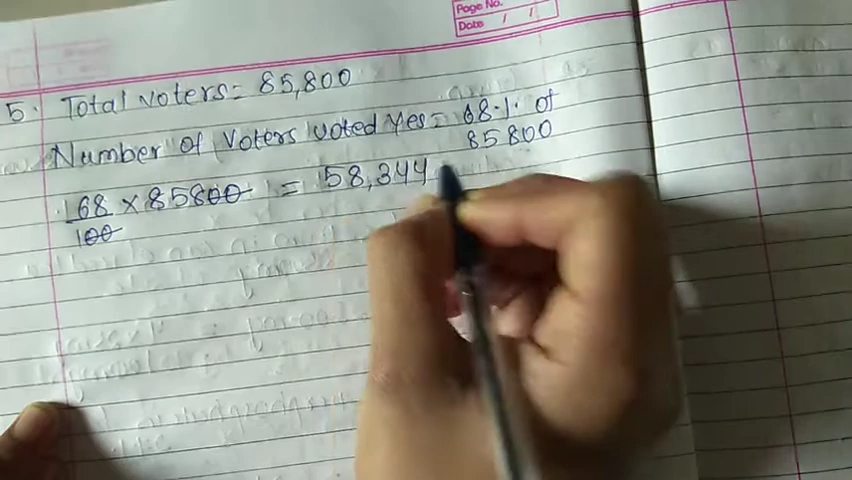 Page No.
Date / /
5. Total voters = 85,800
Number of Voters voted Yes = 68% of
85800
68/100 × 85800 = 58,344